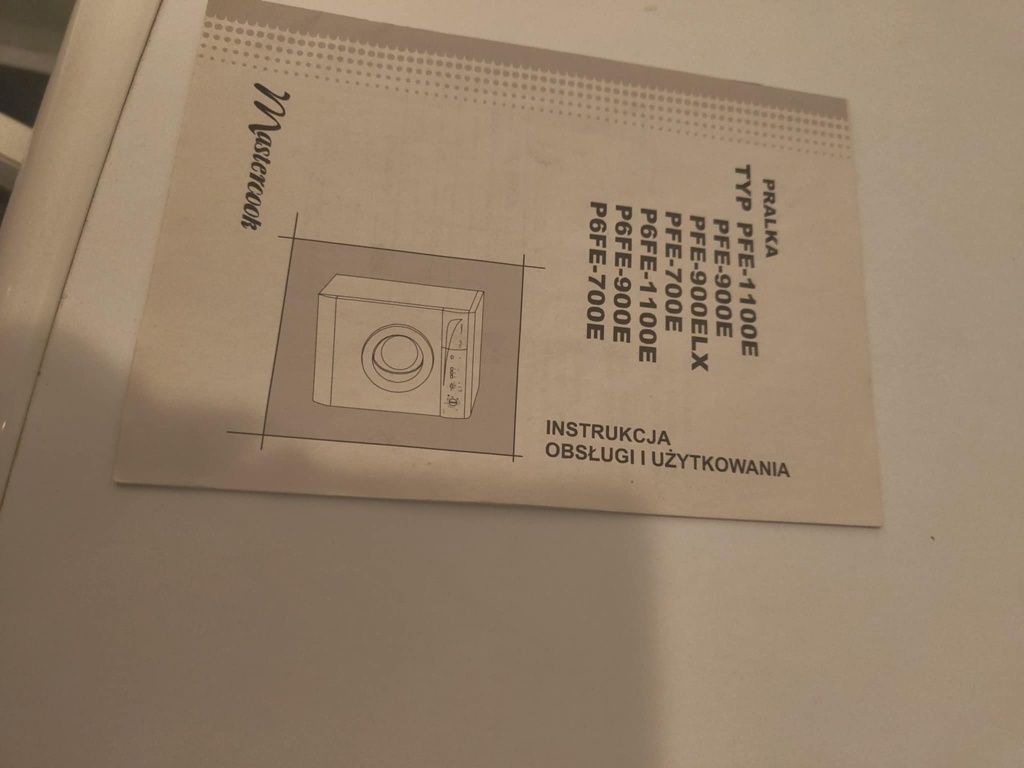 PRALKA
TYP PFE-1100E
PFE-900E
PFE-900ELX
PFE-700E
P6FE-1100E
P6FE-900E
P6FE-700E
INSTRUKCJA
OBSŁUGI I UŻYTKOWANIA
Mastercook